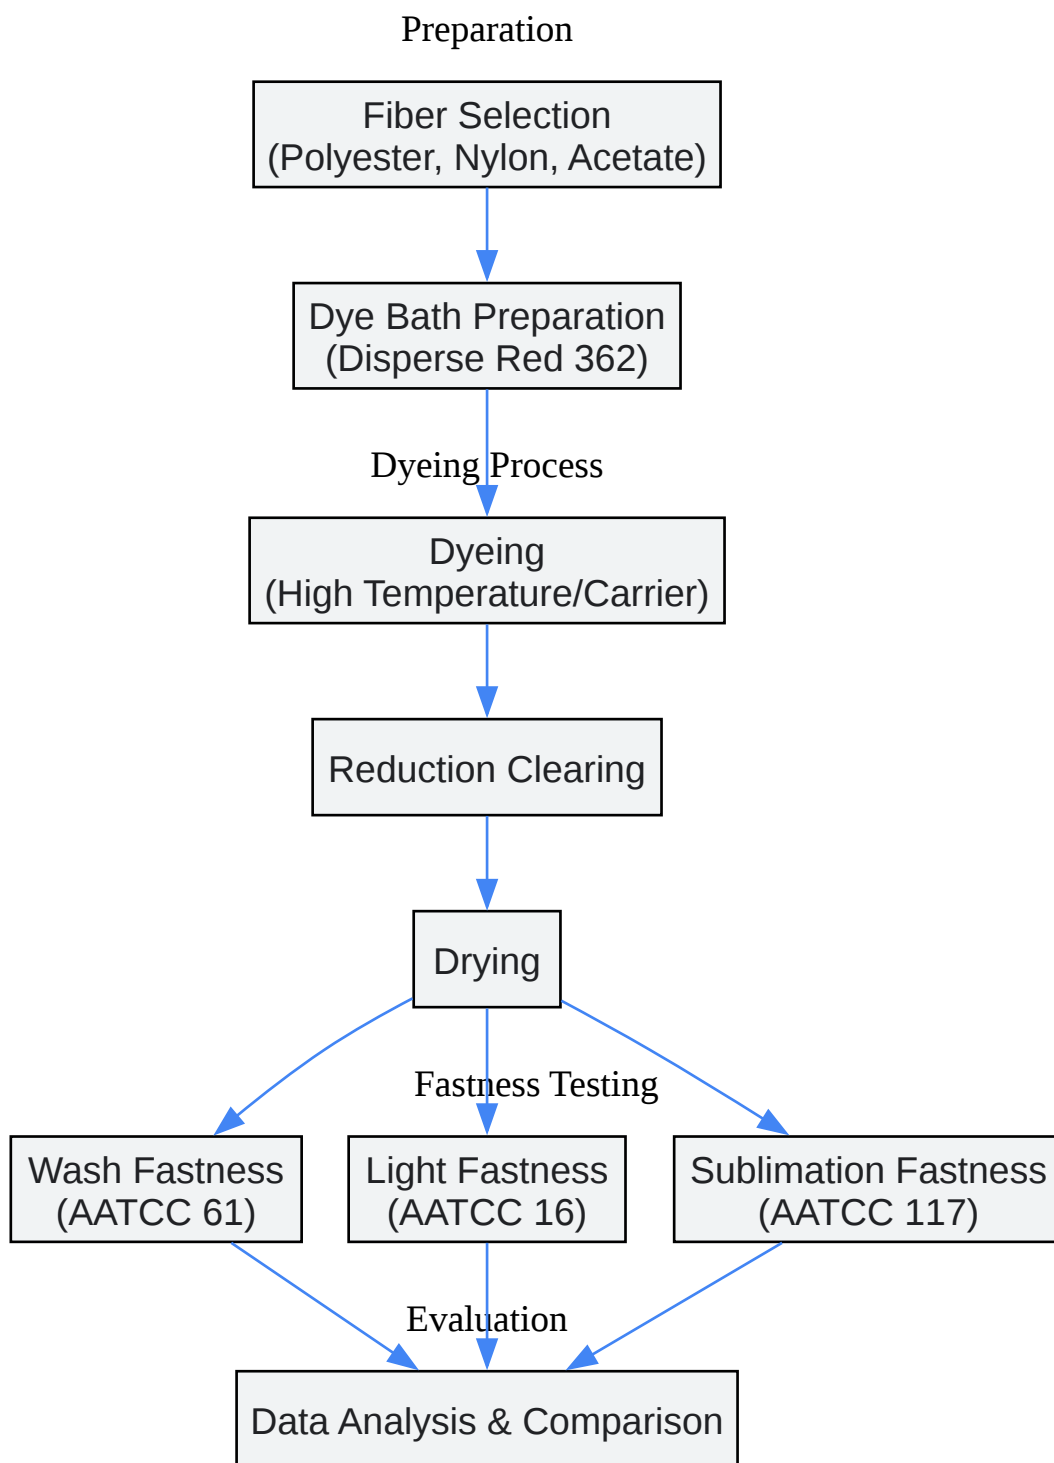 Preparation
Fiber Selection
(Polyester, Nylon, Acetate)
Dye Bath Preparation
(Disperse Red 362)
Dyeing Process
Dyeing
(High Temperature/Carrier)
Reduction Clearing
Drying
Fastness Testing
Wash Fastness
(AATCC 61)
Light Fastness
(AATCC 16)
Sublimation Fastness
(AATCC 117)
Evaluation
Data Analysis & Comparison